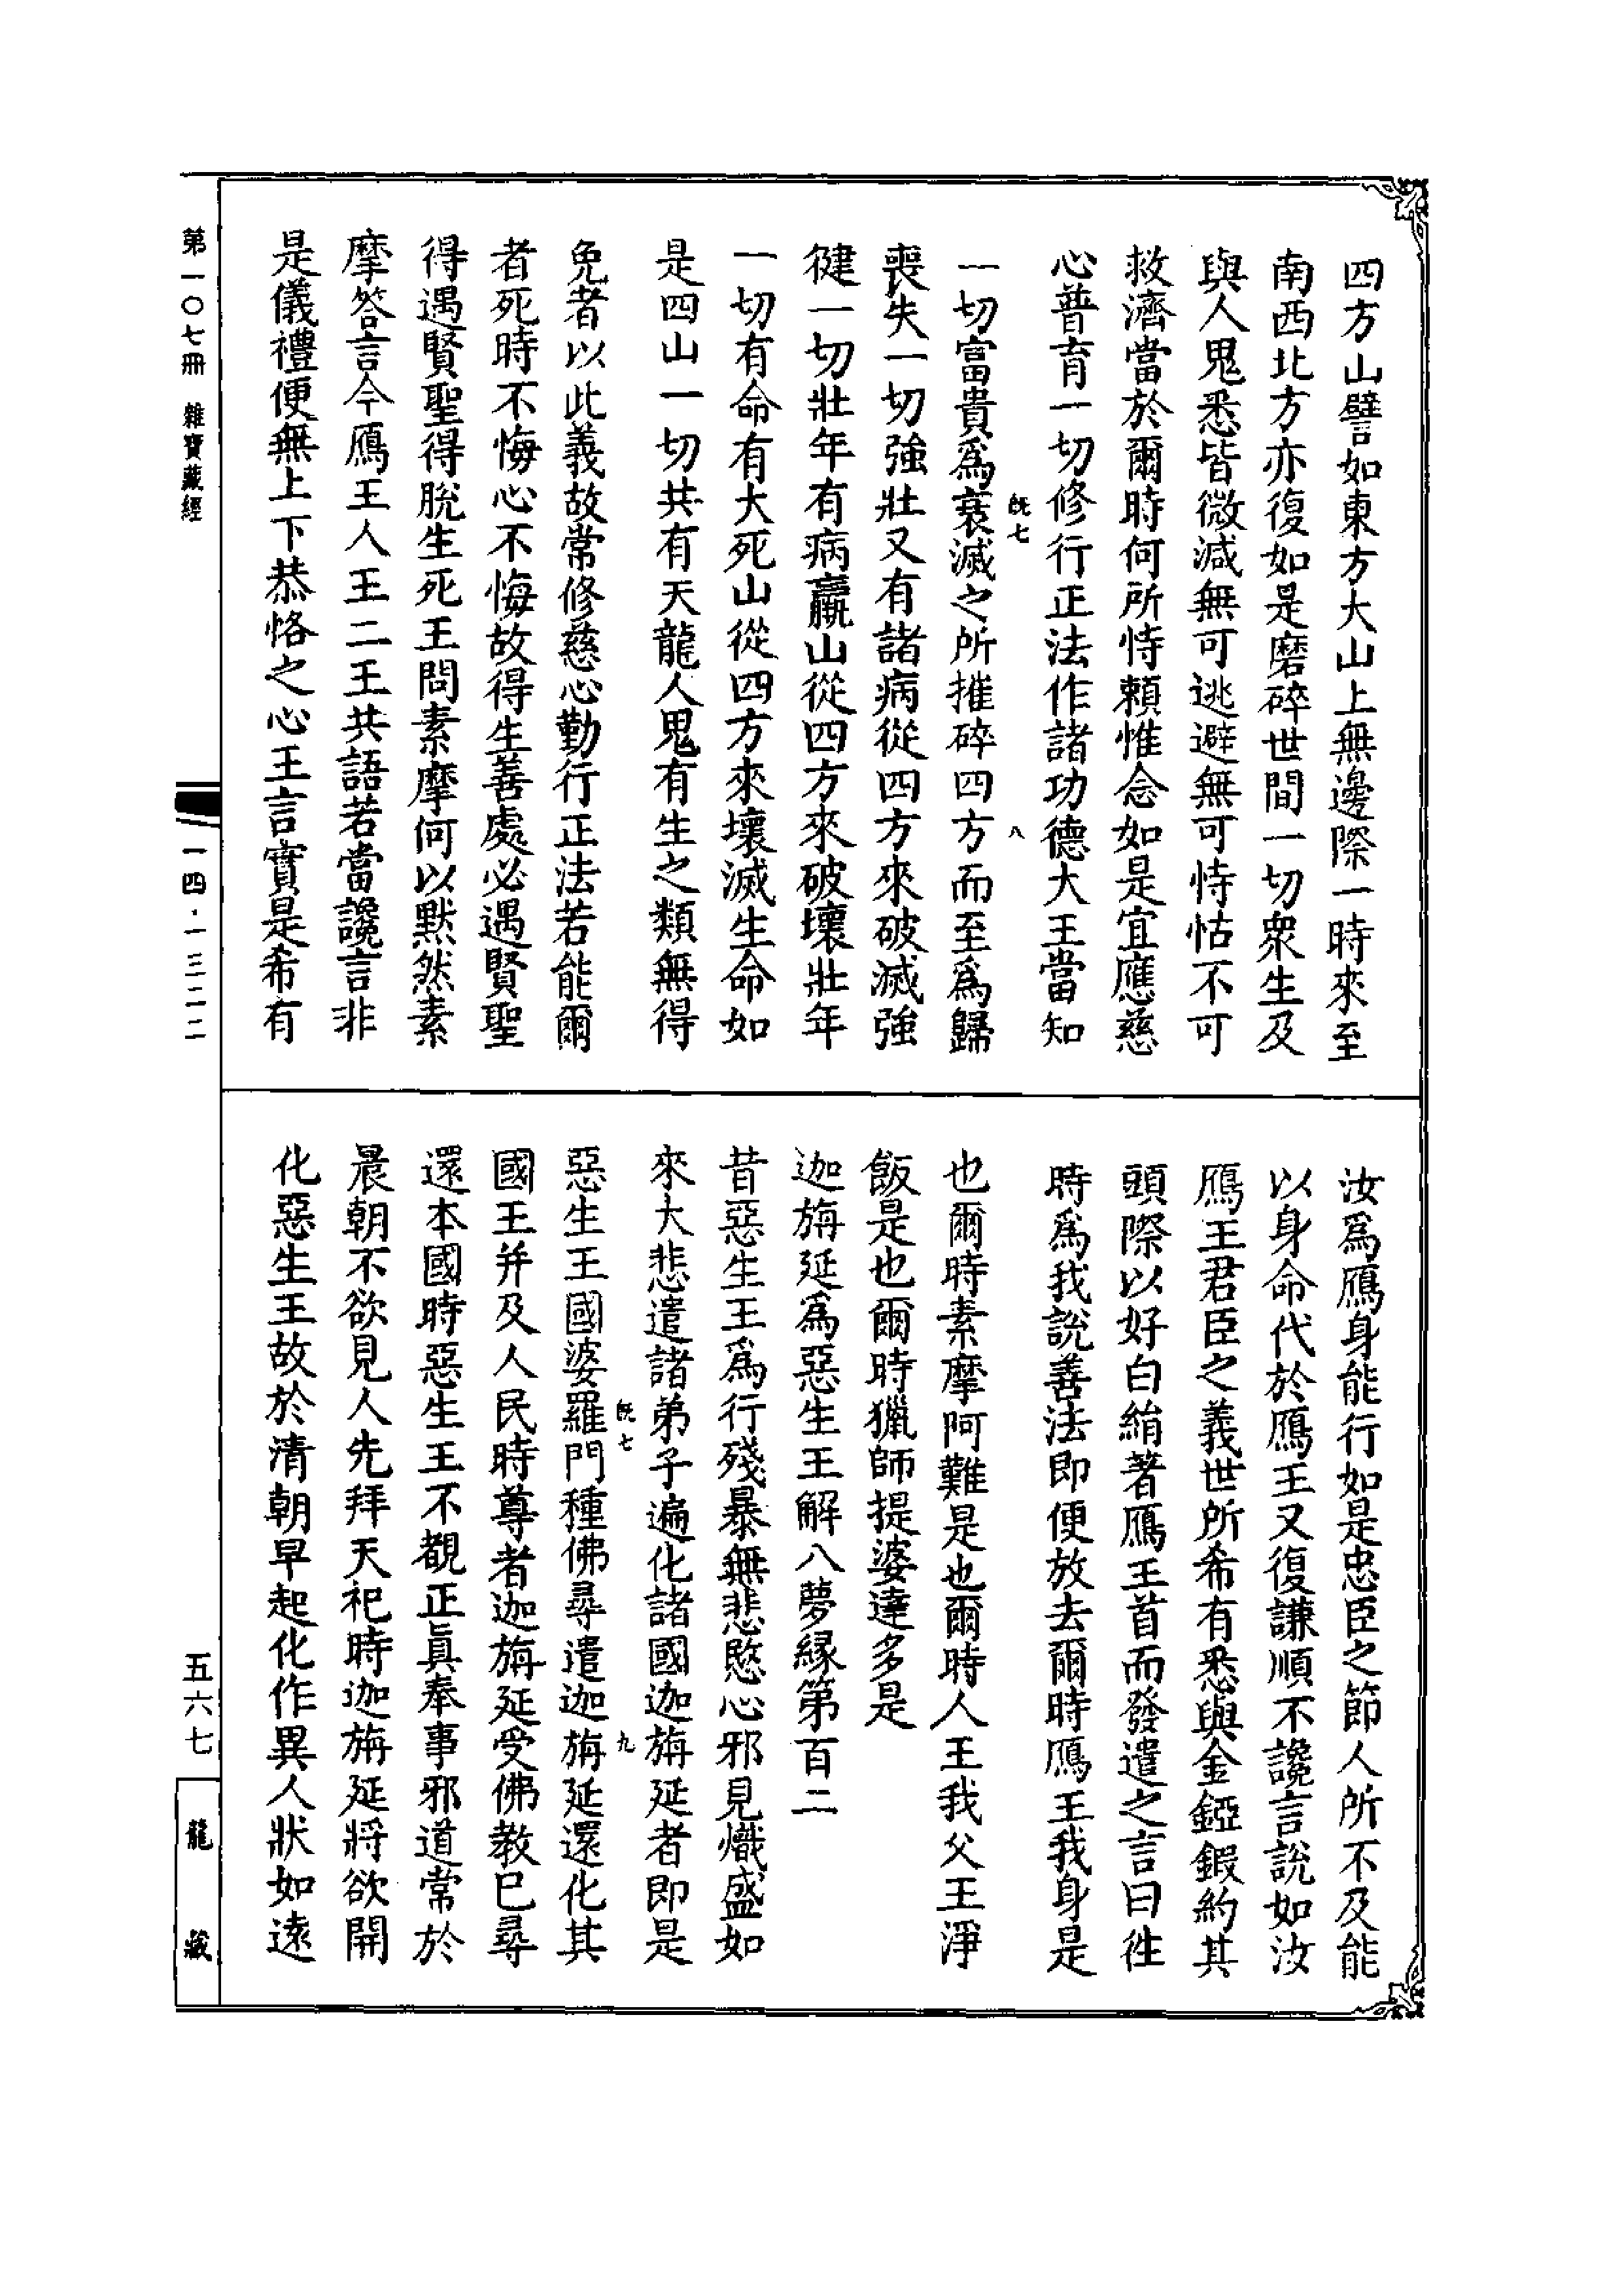 四方山譬如東方大山上無邊際一時來至
南西北方亦復如是磨碎世間一切衆生及
與人鬼悉皆微滅無可逃避無可恃怙不可
救濟當於爾時何所恃賴惟念如是宜應慈
心普育一切修行正法作諸功德大王當知
旣七 八
一切富貴爲衰滅之所摧碎四方而至爲歸
喪失一切強壯又有諸病從四方來破滅強
健一切壯年有病羸山從四方來破壞壯年
一切有命有大死山從四方來壞滅生命如
是四山一切共有天龍人鬼有生之類無得
免者以此義故常修慈心勤行正法若能爾
者死時不悔心不悔故得生善處必遇賢聖
得遇賢聖得脫生死王問素摩何以默然素
摩答言今鴈王人王二王共語若當讒言非
是儀禮便無上下恭恪之心王言實是希有
汝爲鴈身能行如是忠臣之節人所不及能
以身命代於鴈王又復謙順不讒言說如汝
鴈王君臣之義世所希有悉與金錏鍜約其
頭際以好白絹著鴈王首而發遣之言曰徃
時爲我說善法即便放去爾時鴈王我身是
也爾時素摩阿難是也爾時人王我父王淨
飯是也爾時獵師提婆達多是
迦旃延爲惡生王解八夢緣第百二
昔惡生王爲行殘暴無悲愍心邪見熾盛如
來大悲遣諸弟子遍化諸國迦旃延者即是
旣七 九
惡生王國婆羅門種佛尋遣迦旃延還化其
國王并及人民時尊者迦旃延受佛教已尋
還本國時惡生王不覩正眞奉事邪道常於
晨朝不欲見人先拜天祀時迦旃延將欲開
化惡生王故於清朝早起化作異人狀如遠
第一〇七冊 雜寶藏經
一四·一三二二
五六七
龍藏